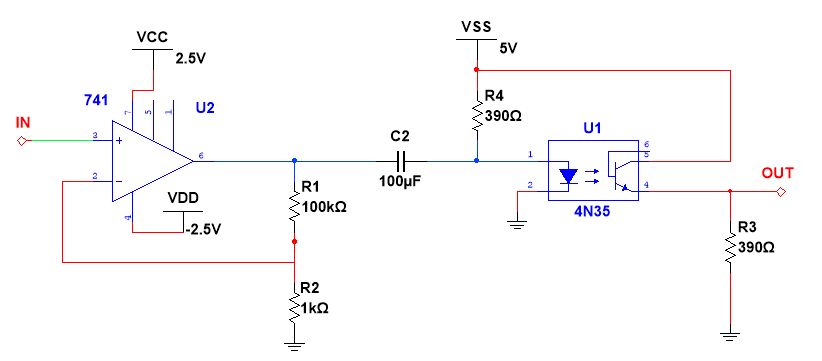 VSS
5V
VCC
2.5V
741
U2
7
5
1
IN
3
+
2
−
6
4
VDD
-2.5V
R1
100kΩ
R2
1kΩ
C2
100µF
R4
390Ω
U1
1
2
6
5
4
4N35
OUT
R3
390Ω